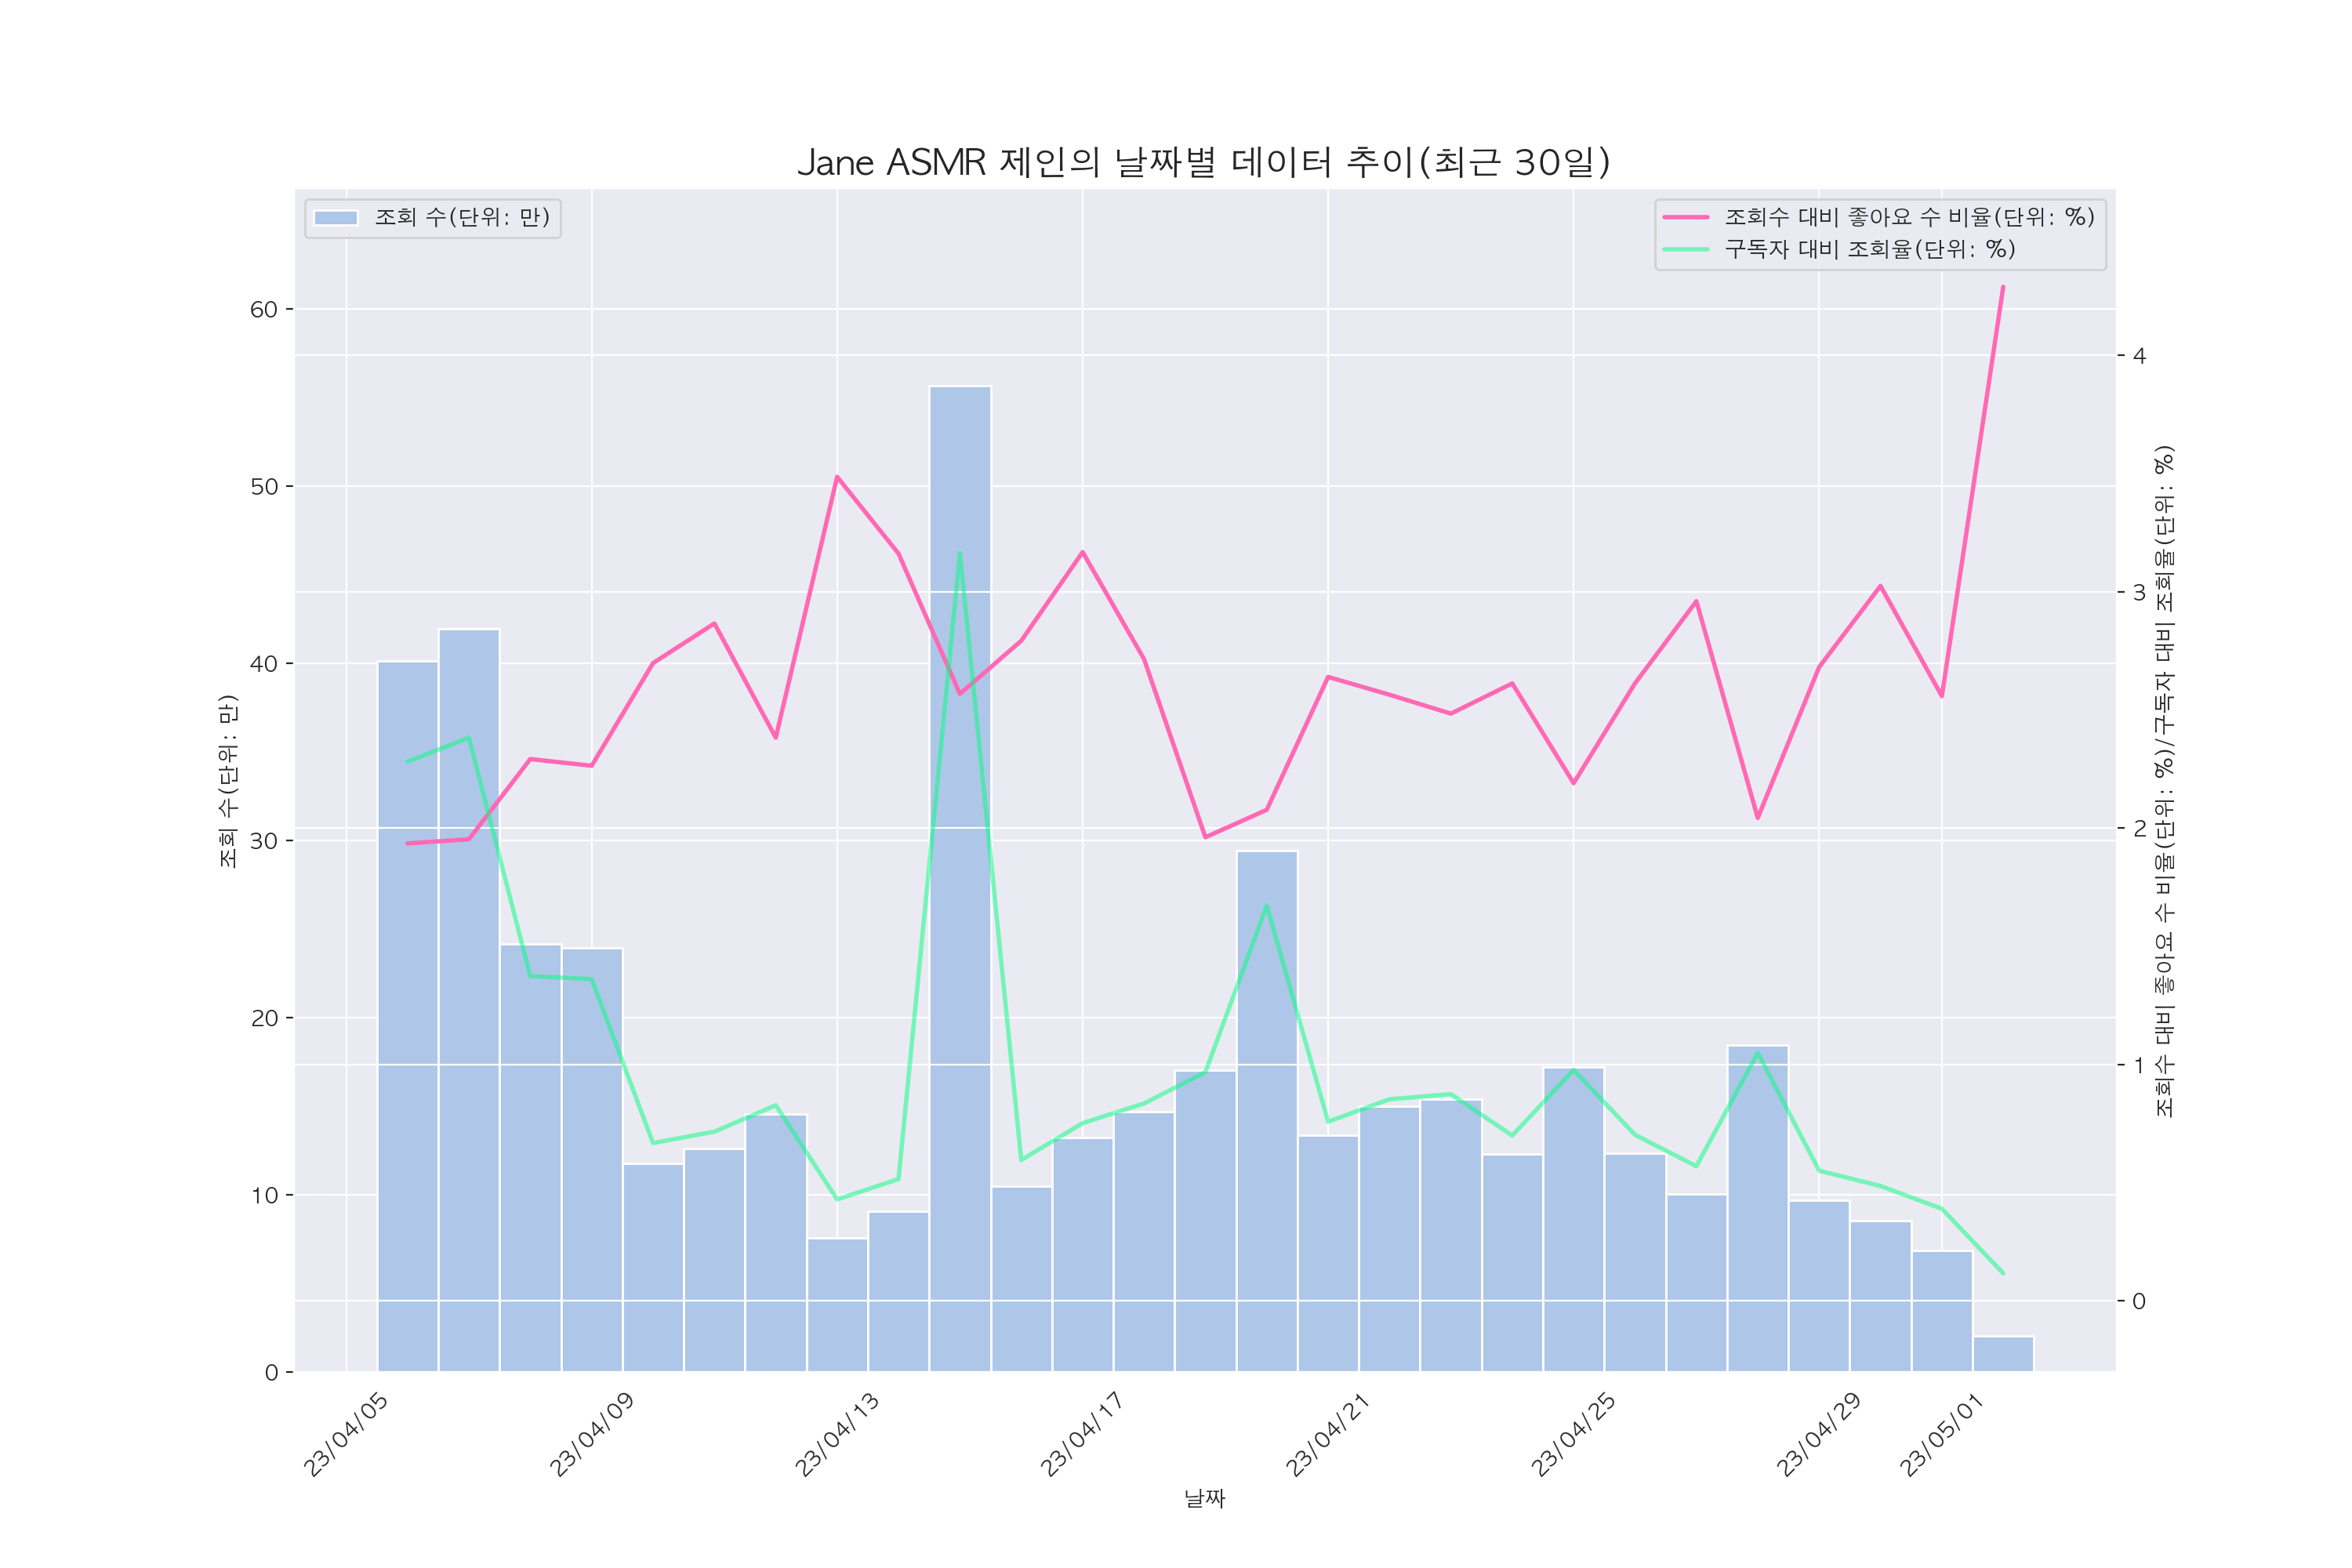 Jane ASMR 제인의 날짜별 데이터 추이(최근 30일)
조회 수(단위: 만)
조회수 대비 좋아요 수 비율(단위: %)
구독자 대비 조회율(단위: %)
60
50
40
30
20
10
0
조회 수(단위: 만)
4
3
2
1
0
조회수 대비 좋아요 수 비율(단위: %)/구독자 대비 조회율(단위: %)
23/04/05
23/04/09
23/04/13
23/04/17
23/04/21
23/04/25
23/04/29
23/05/01
날짜